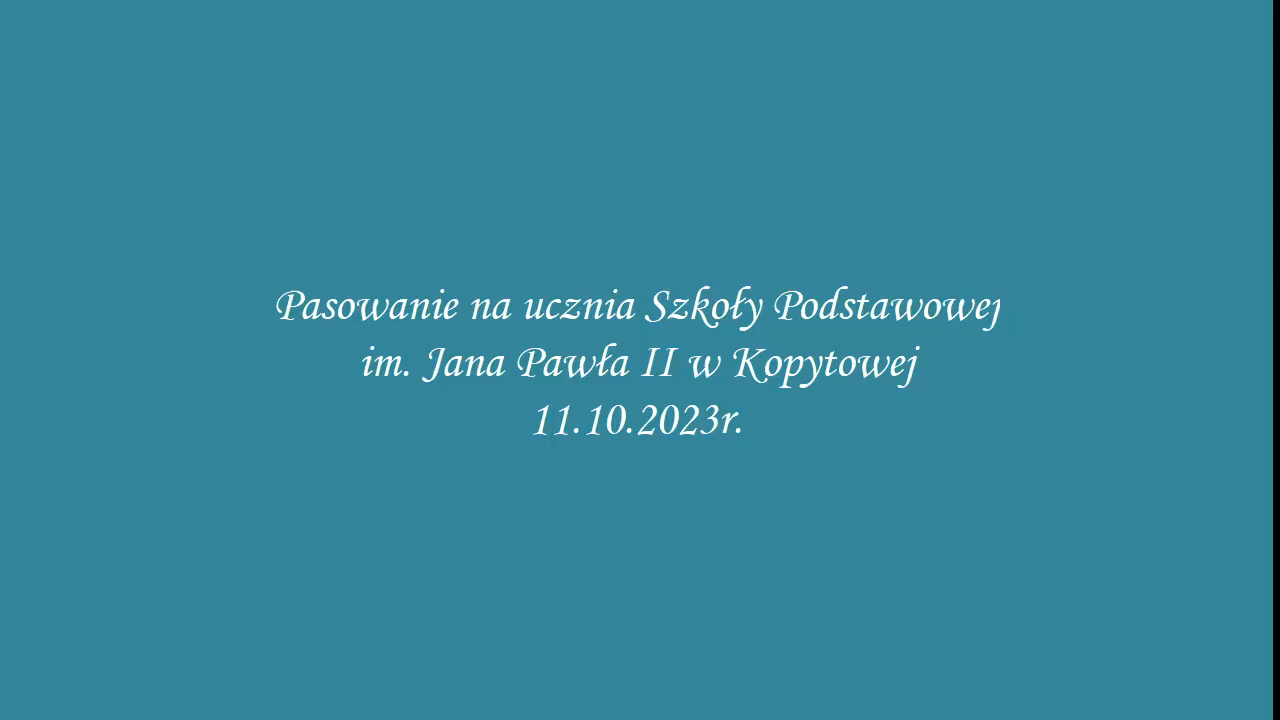 Pasowanie na ucznia Szkoły Podstawowej
im. Jana Pawła II w Kopytowej
11.10.2023r.